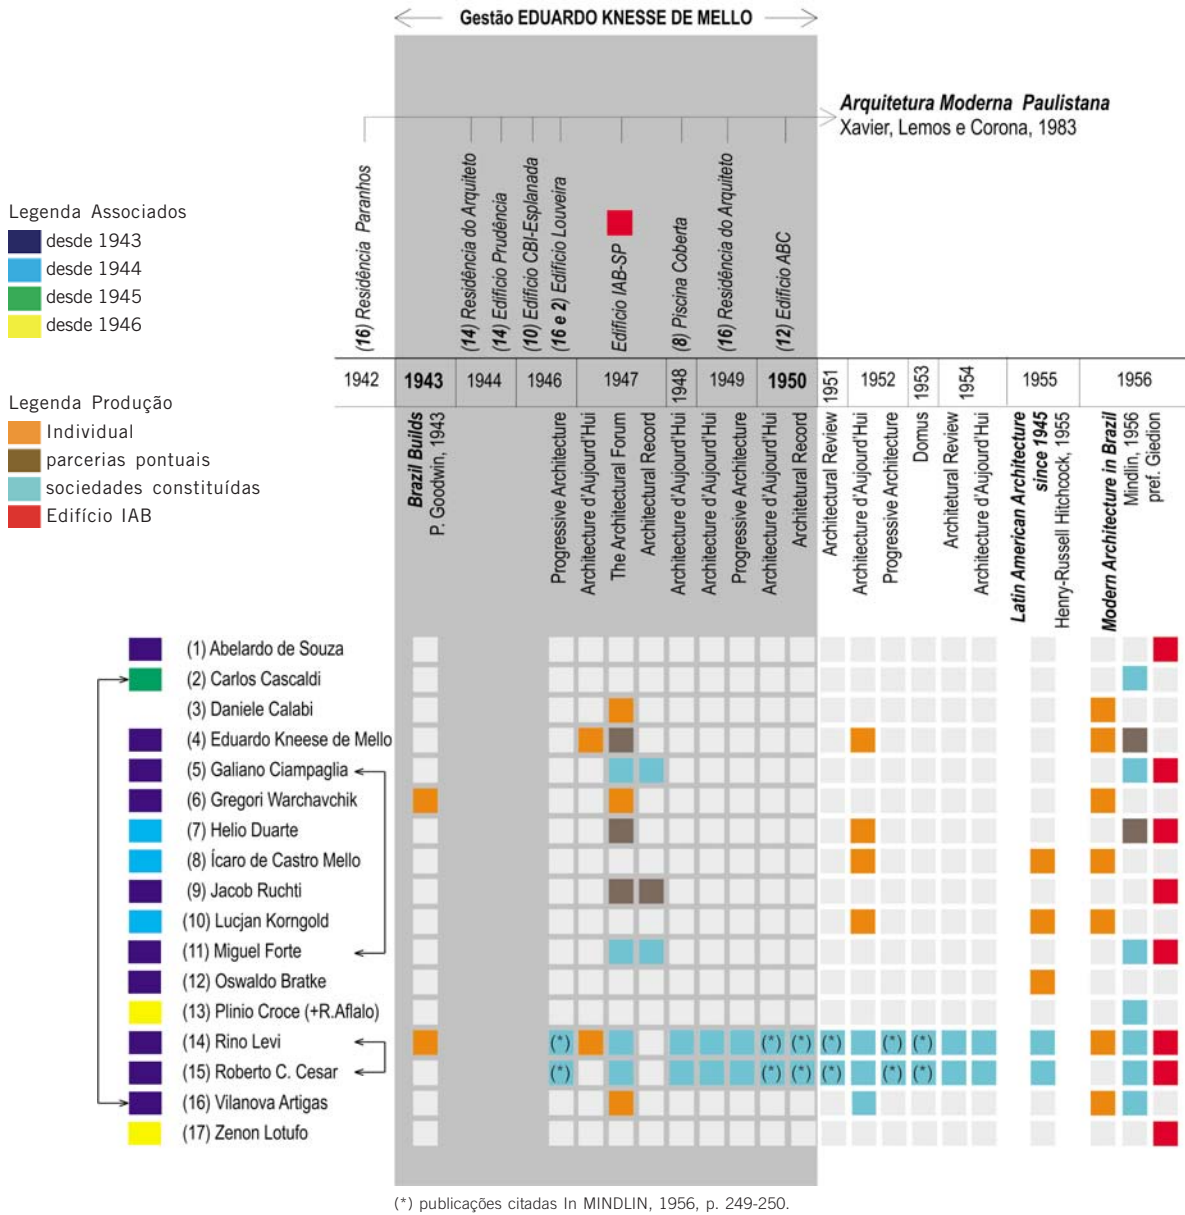 Gestão EDUARDO KNESSE DE MELLO
Arquitetura Moderna Paulistana
Xavier, Lemos e Corona, 1983
(16) Residência Paranhos
(14) Residência do Arquiteto
(14) Edifício Prudência
(10) Edifício CBI-Esplanada
(16 e 2) Edifício Louveira
Edifício IAB-SP
(8) Piscina Coberta
(16) Residência do Arquiteto
(12) Edifício ABC
Legenda Associados
desde 1943
desde 1944
desde 1945
desde 1946
1942 1943 1944 1946 1947 1948 1949 1950 1951 1952 1953 1954 1955 1956
Legenda Produção
Individual
parcerias pontuais
sociedades constituídas
Edifício IAB
Brazil Builds
P. Goodwin, 1943
Progressive Architecture
Architecture d'Aujourd'Hui
The Architectural Forum
Architectural Record
Architecture d'Aujourd'Hui
Architecture d'Aujourd'Hui
Progressive Architecture
Architecture d'Aujourd'Hui
Architetural Record
Architectural Review
Architecture d'Aujourd'Hui
Progressive Architecture
Domus
Architetural Review
Architecture d'Aujourd'Hui
Latin American Architecture
since 1945
Henry-Russell Hitchcock, 1955
Modern Architecture in Brazil
Mindlin, 1956
pref. Giedion
(1) Abelardo de Souza
(2) Carlos Cascaldi
(3) Daniele Calabi
(4) Eduardo Kneese de Mello
(5) Galiano Ciampaglia
(6) Gregori Warchavchik
(7) Helio Duarte
(8) Ícaro de Castro Mello
(9) Jacob Ruchti
(10) Lucjan Korngold
(11) Miguel Forte
(12) Oswaldo Bratke
(13) Plinio Croce (+R.Aflalo)
(14) Rino Levi (*) (*) (*) (*) (*) (*)
(15) Roberto C. Cesar (*) (*) (*) (*) (*) (*)
(16) Vilanova Artigas
(17) Zenon Lotufo
(*) publicações citadas In MINDLIN, 1956, p. 249-250.